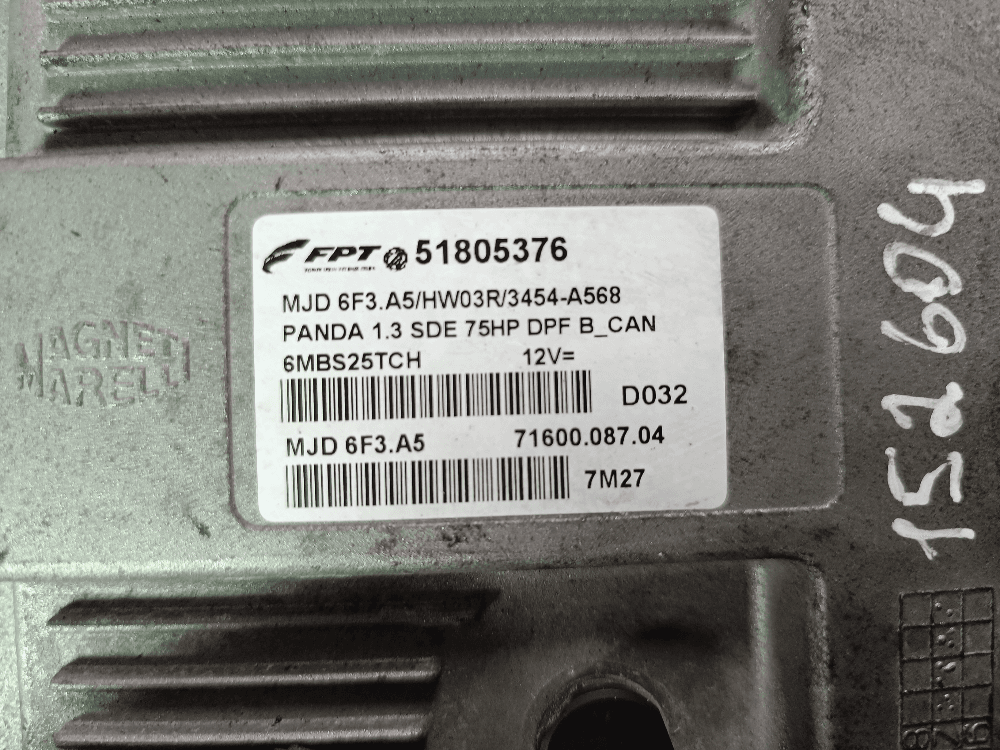 FPT 51805376
MJD 6F3.A5/HW03R/3454-A568
PANDA 1.3 SDE 75HP DPF B_CAN
6MBS25TCH 12V=
D032
MJD 6F3.A5 71600.087.04
7M27
MAGNETI
MARELLI
152604